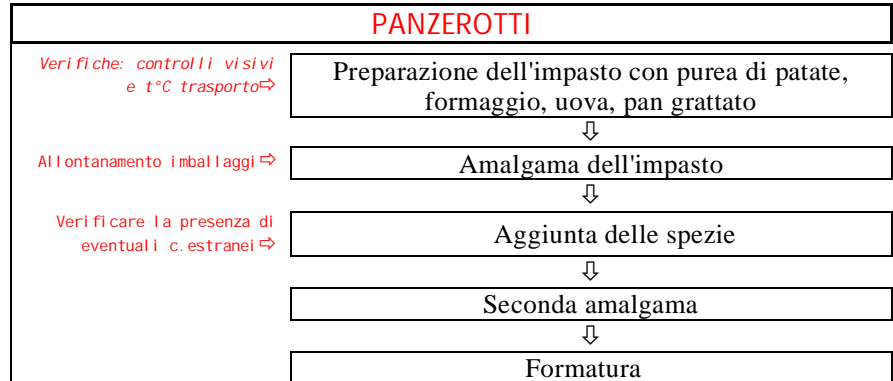 PANZEROTTI
Verifiche: controlli visivi
e t°C trasporto⇨
Preparazione dell'impasto con purea di patate,
formaggio, uova, pan grattato
⇩
Allontanamento imballaggi⇨
Amalgama dell'impasto
⇩
Verificare la presenza di
eventuali c.estranei⇨
Aggiunta delle spezie
⇩
Seconda amalgama
⇩
Formatura